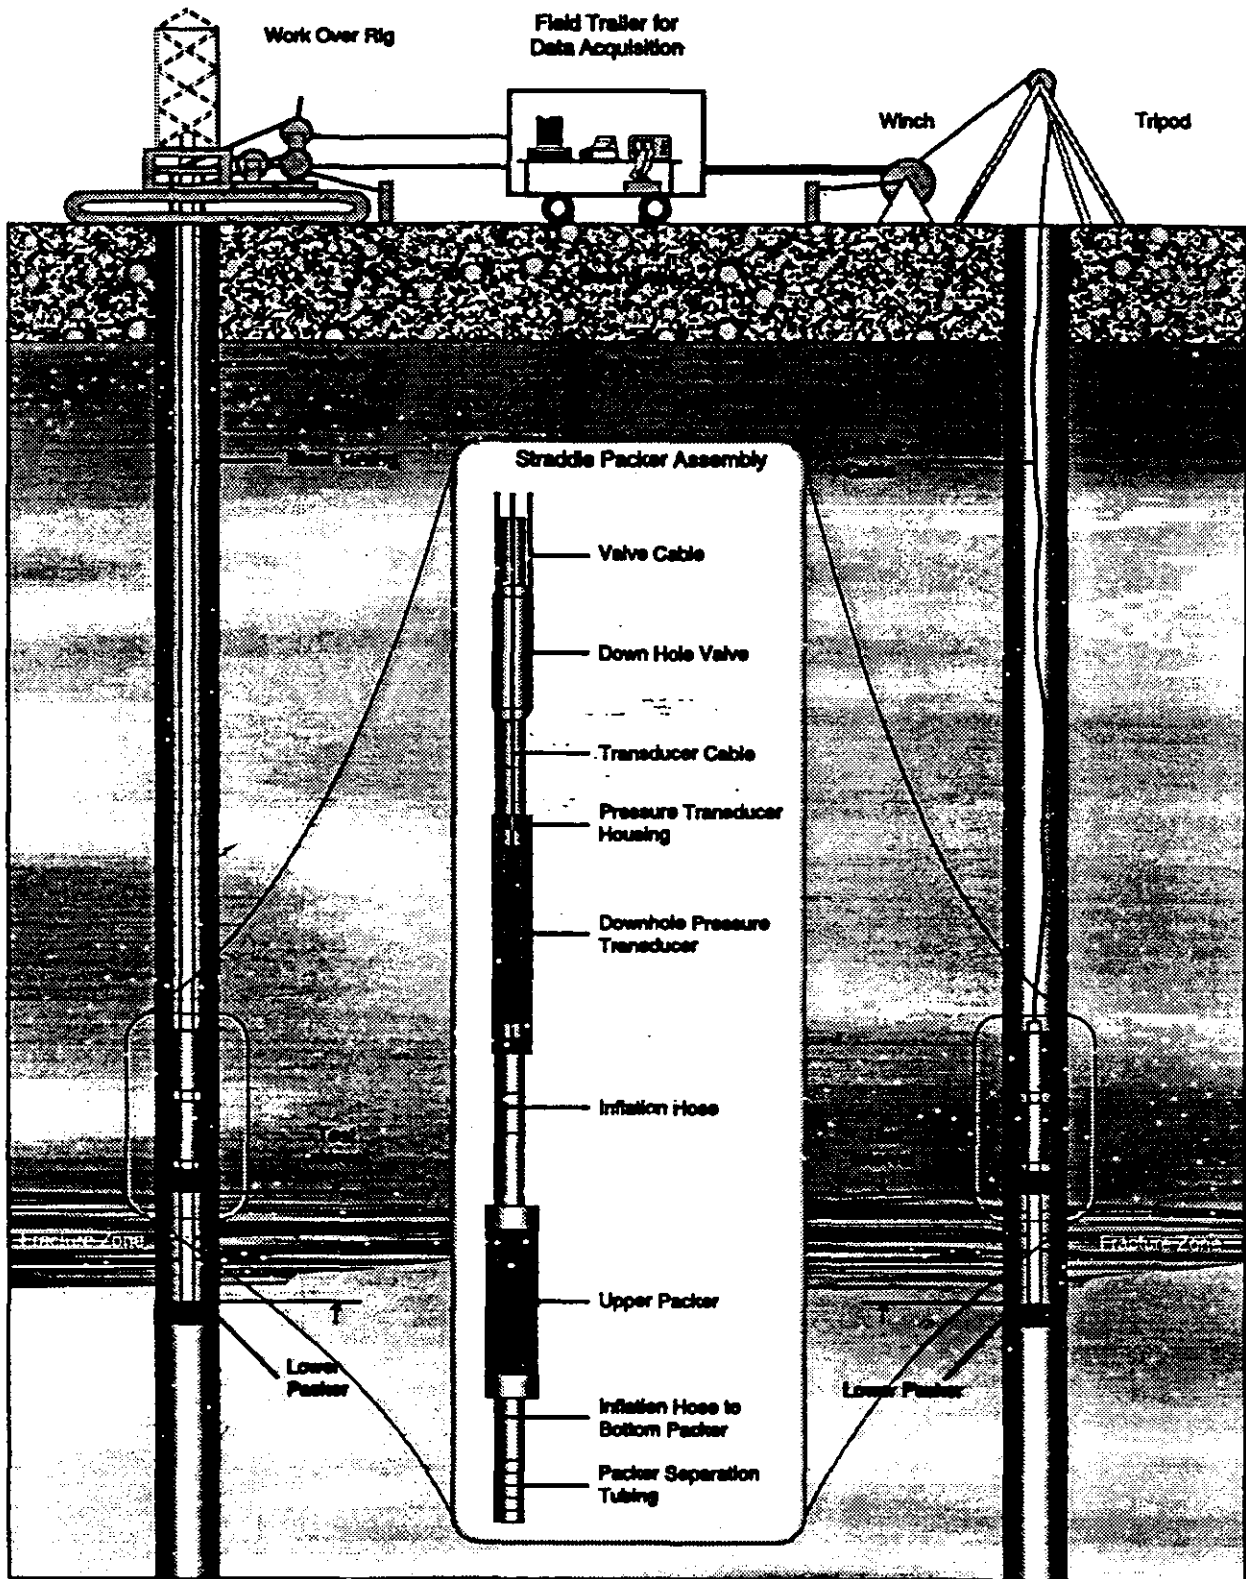 Work Over Rig
Field Trailer for
Data Acquisition
Winch
Tripod
Straddle Packer Assembly
Valve Cable
Down Hole Valve
Transducer Cable
Pressure Transducer
Housing
Downhole Pressure
Transducer
Inflation Hose
Test
Fracture Zone
Fracture Zone
Upper Packer
Lower
Packer
Lower Packer
Inflation Hose to
Bottom Packer
Packer Separation
Tubing